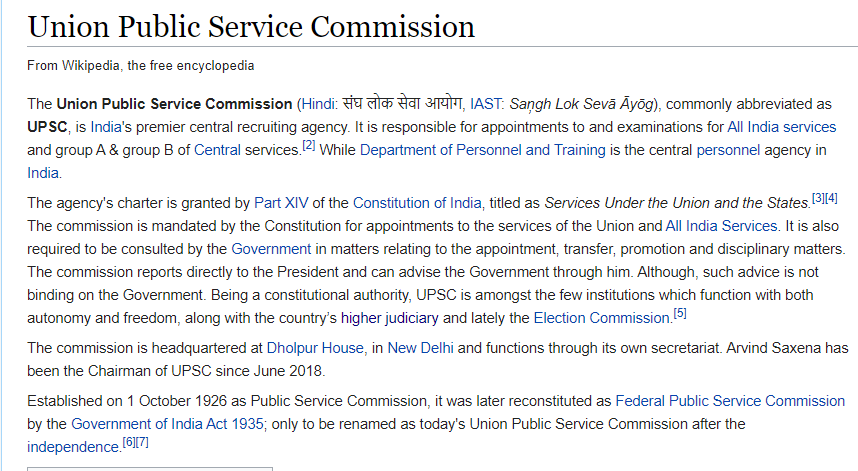 Union Public Service Commission
From Wikipedia, the free encyclopedia
The Union Public Service Commission (Hindi: संघ लोक सेवा आयोग, IAST: Saṇgh Lok Sevā Āyōg), commonly abbreviated as
UPSC, is India's premier central recruiting agency. It is responsible for appointments to and examinations for All India services
and group A & group B of Central services.[2] While Department of Personnel and Training is the central personnel agency in
India.
The agency's charter is granted by Part XIV of the Constitution of India, titled as Services Under the Union and the States.[3][4]
The commission is mandated by the Constitution for appointments to the services of the Union and All India Services. It is also
required to be consulted by the Government in matters relating to the appointment, transfer, promotion and disciplinary matters.
The commission reports directly to the President and can advise the Government through him. Although, such advice is not
binding on the Government. Being a constitutional authority, UPSC is amongst the few institutions which function with both
autonomy and freedom, along with the country's higher judiciary and lately the Election Commission.[5]
The commission is headquartered at Dholpur House, in New Delhi and functions through its own secretariat. Arvind Saxena has
been the Chairman of UPSC since June 2018.
Established on 1 October 1926 as Public Service Commission, it was later reconstituted as Federal Public Service Commission
by the Government of India Act 1935; only to be renamed as today's Union Public Service Commission after the
independence.[6][7]